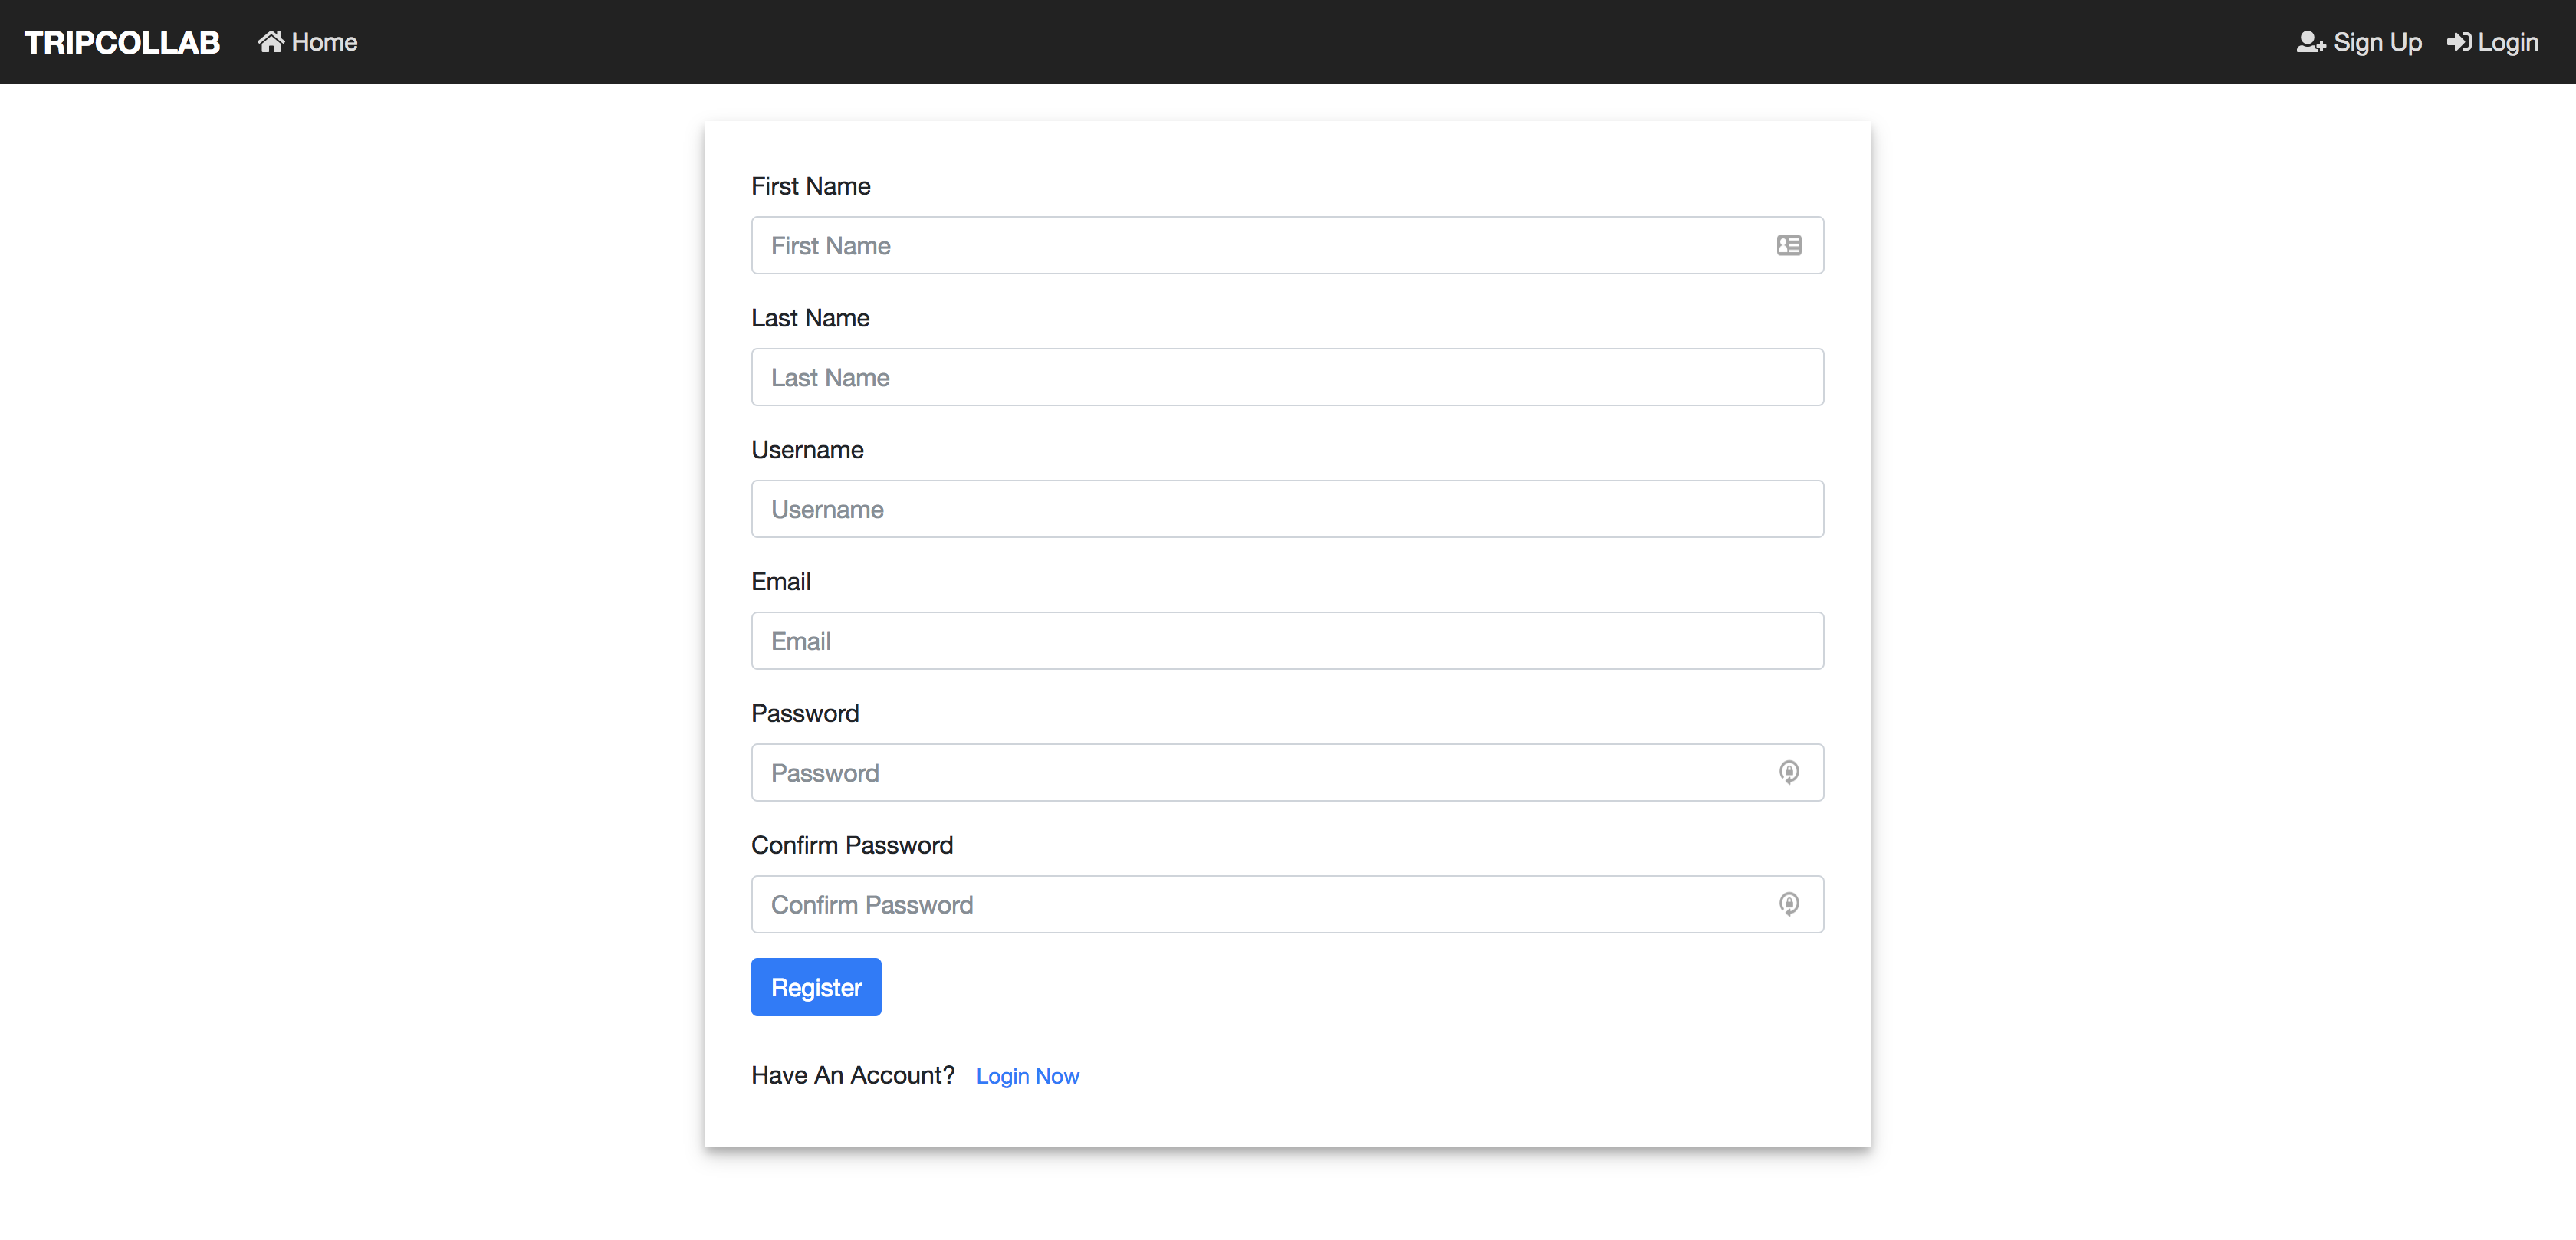 TRIPCOLLAB Home Sign Up Login
First Name
First Name
Last Name
Last Name
Username
Username
Email
Email
Password
Password
Confirm Password
Confirm Password
Register
Have An Account? Login Now